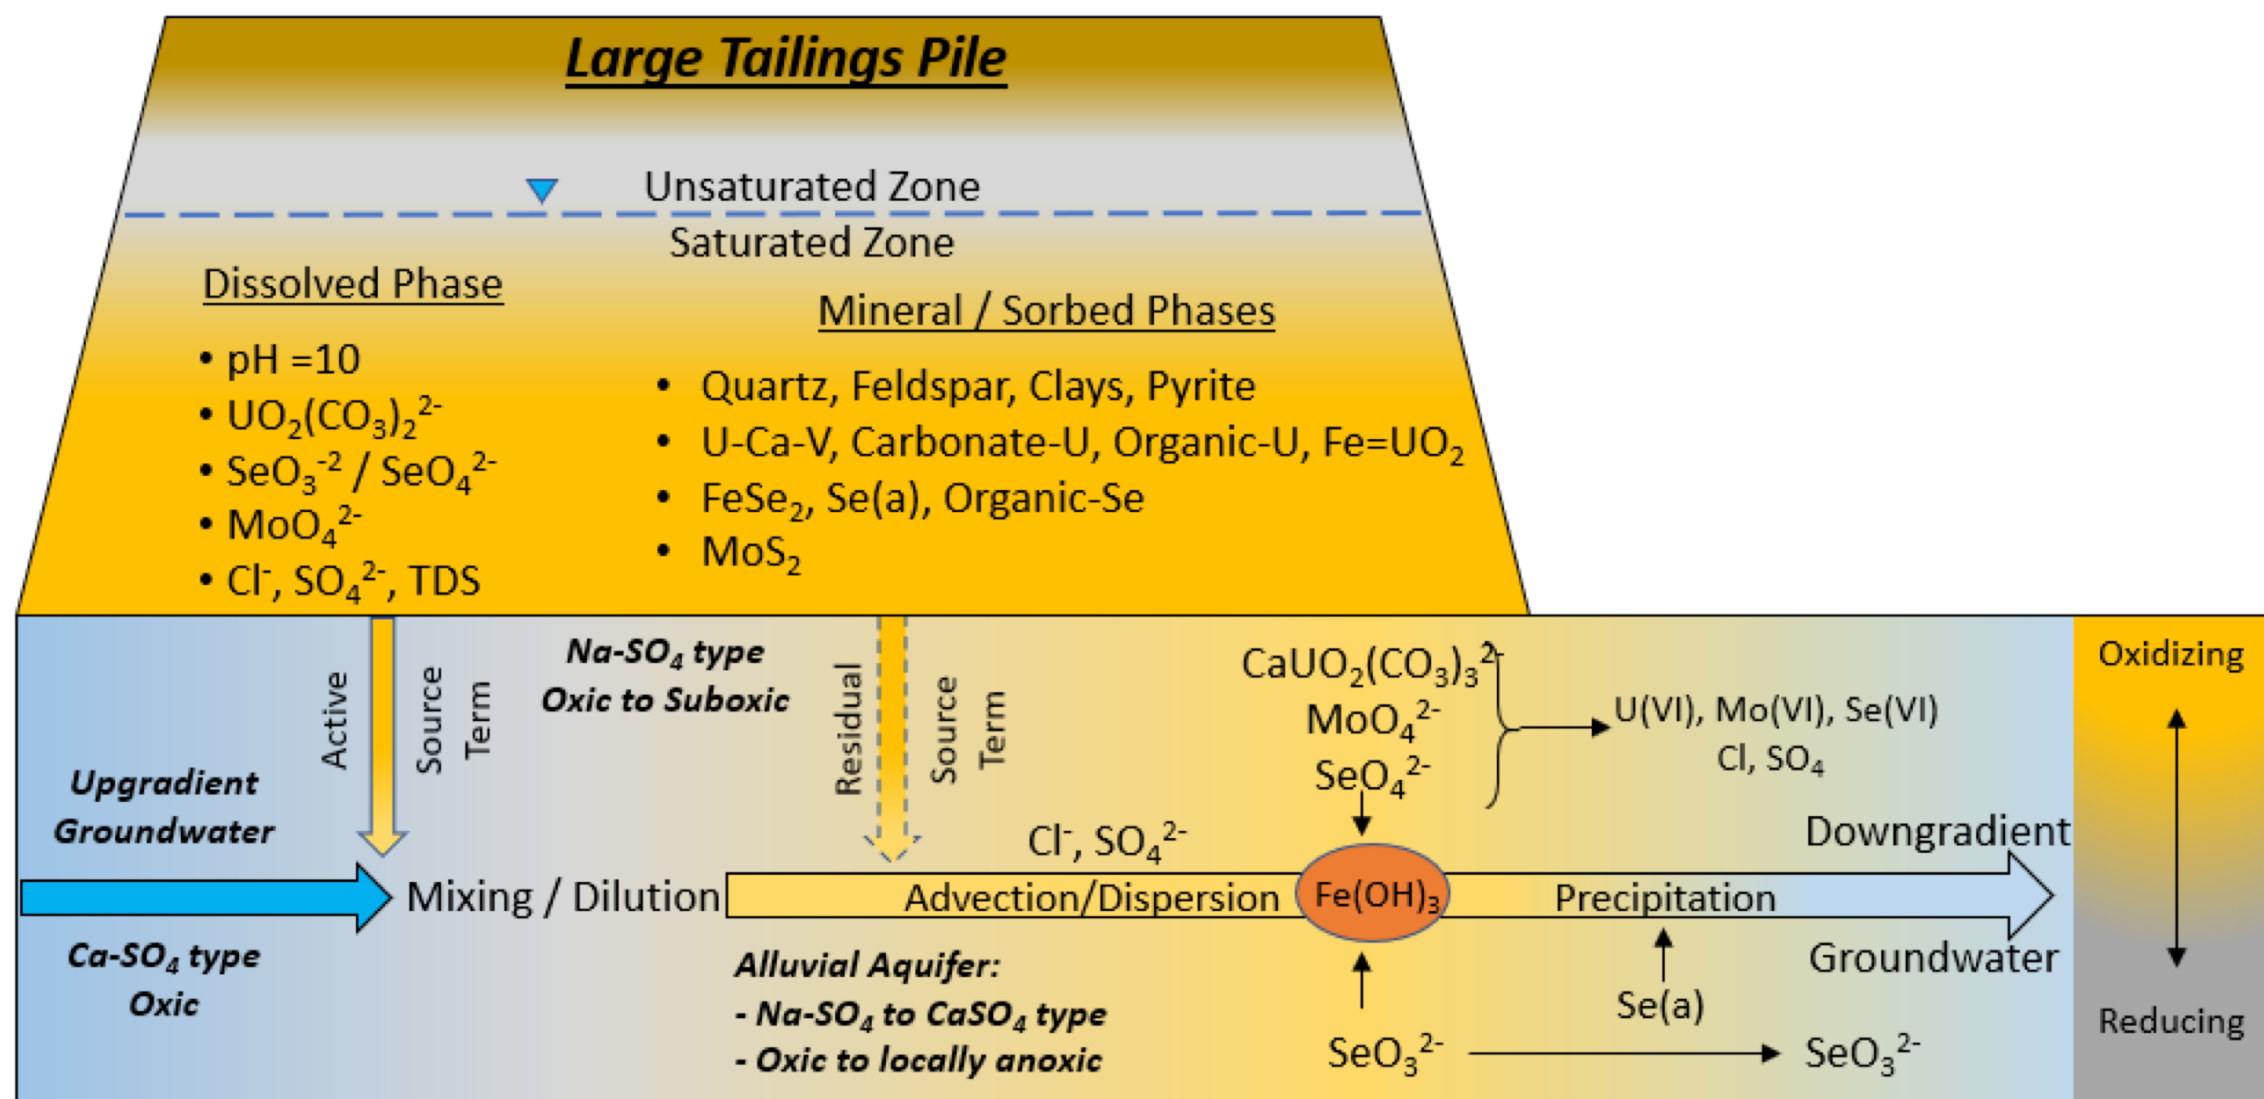 Large Tailings Pile
Unsaturated Zone
Saturated Zone
Dissolved Phase
• pH =10
• UO₂(CO₃)₂²⁻
• SeO₃⁻² / SeO₄²⁻
• MoO₄²⁻
• Cl⁻, SO₄²⁻, TDS
Mineral / Sorbed Phases
• Quartz, Feldspar, Clays, Pyrite
• U-Ca-V, Carbonate-U, Organic-U, Fe=UO₂
• FeSe₂, Se(a), Organic-Se
• MoS₂
Active
Source
Term
Na-SO₄ type
Oxic to Suboxic
Residual
Source
Term
CaUO₂(CO₃)₃²⁻
MoO₄²⁻
SeO₄²⁻
U(VI), Mo(VI), Se(VI)
Cl, SO₄
Oxidizing
Reducing
Upgradient
Groundwater
Ca-SO₄ type
Oxic
Mixing / Dilution
Cl⁻, SO₄²⁻
Advection/Dispersion
Fe(OH)₃
Precipitation
Downgradient
Groundwater
Alluvial Aquifer:
- Na-SO₄ to CaSO₄ type
- Oxic to locally anoxic
Se(a)
SeO₃²⁻
SeO₃²⁻